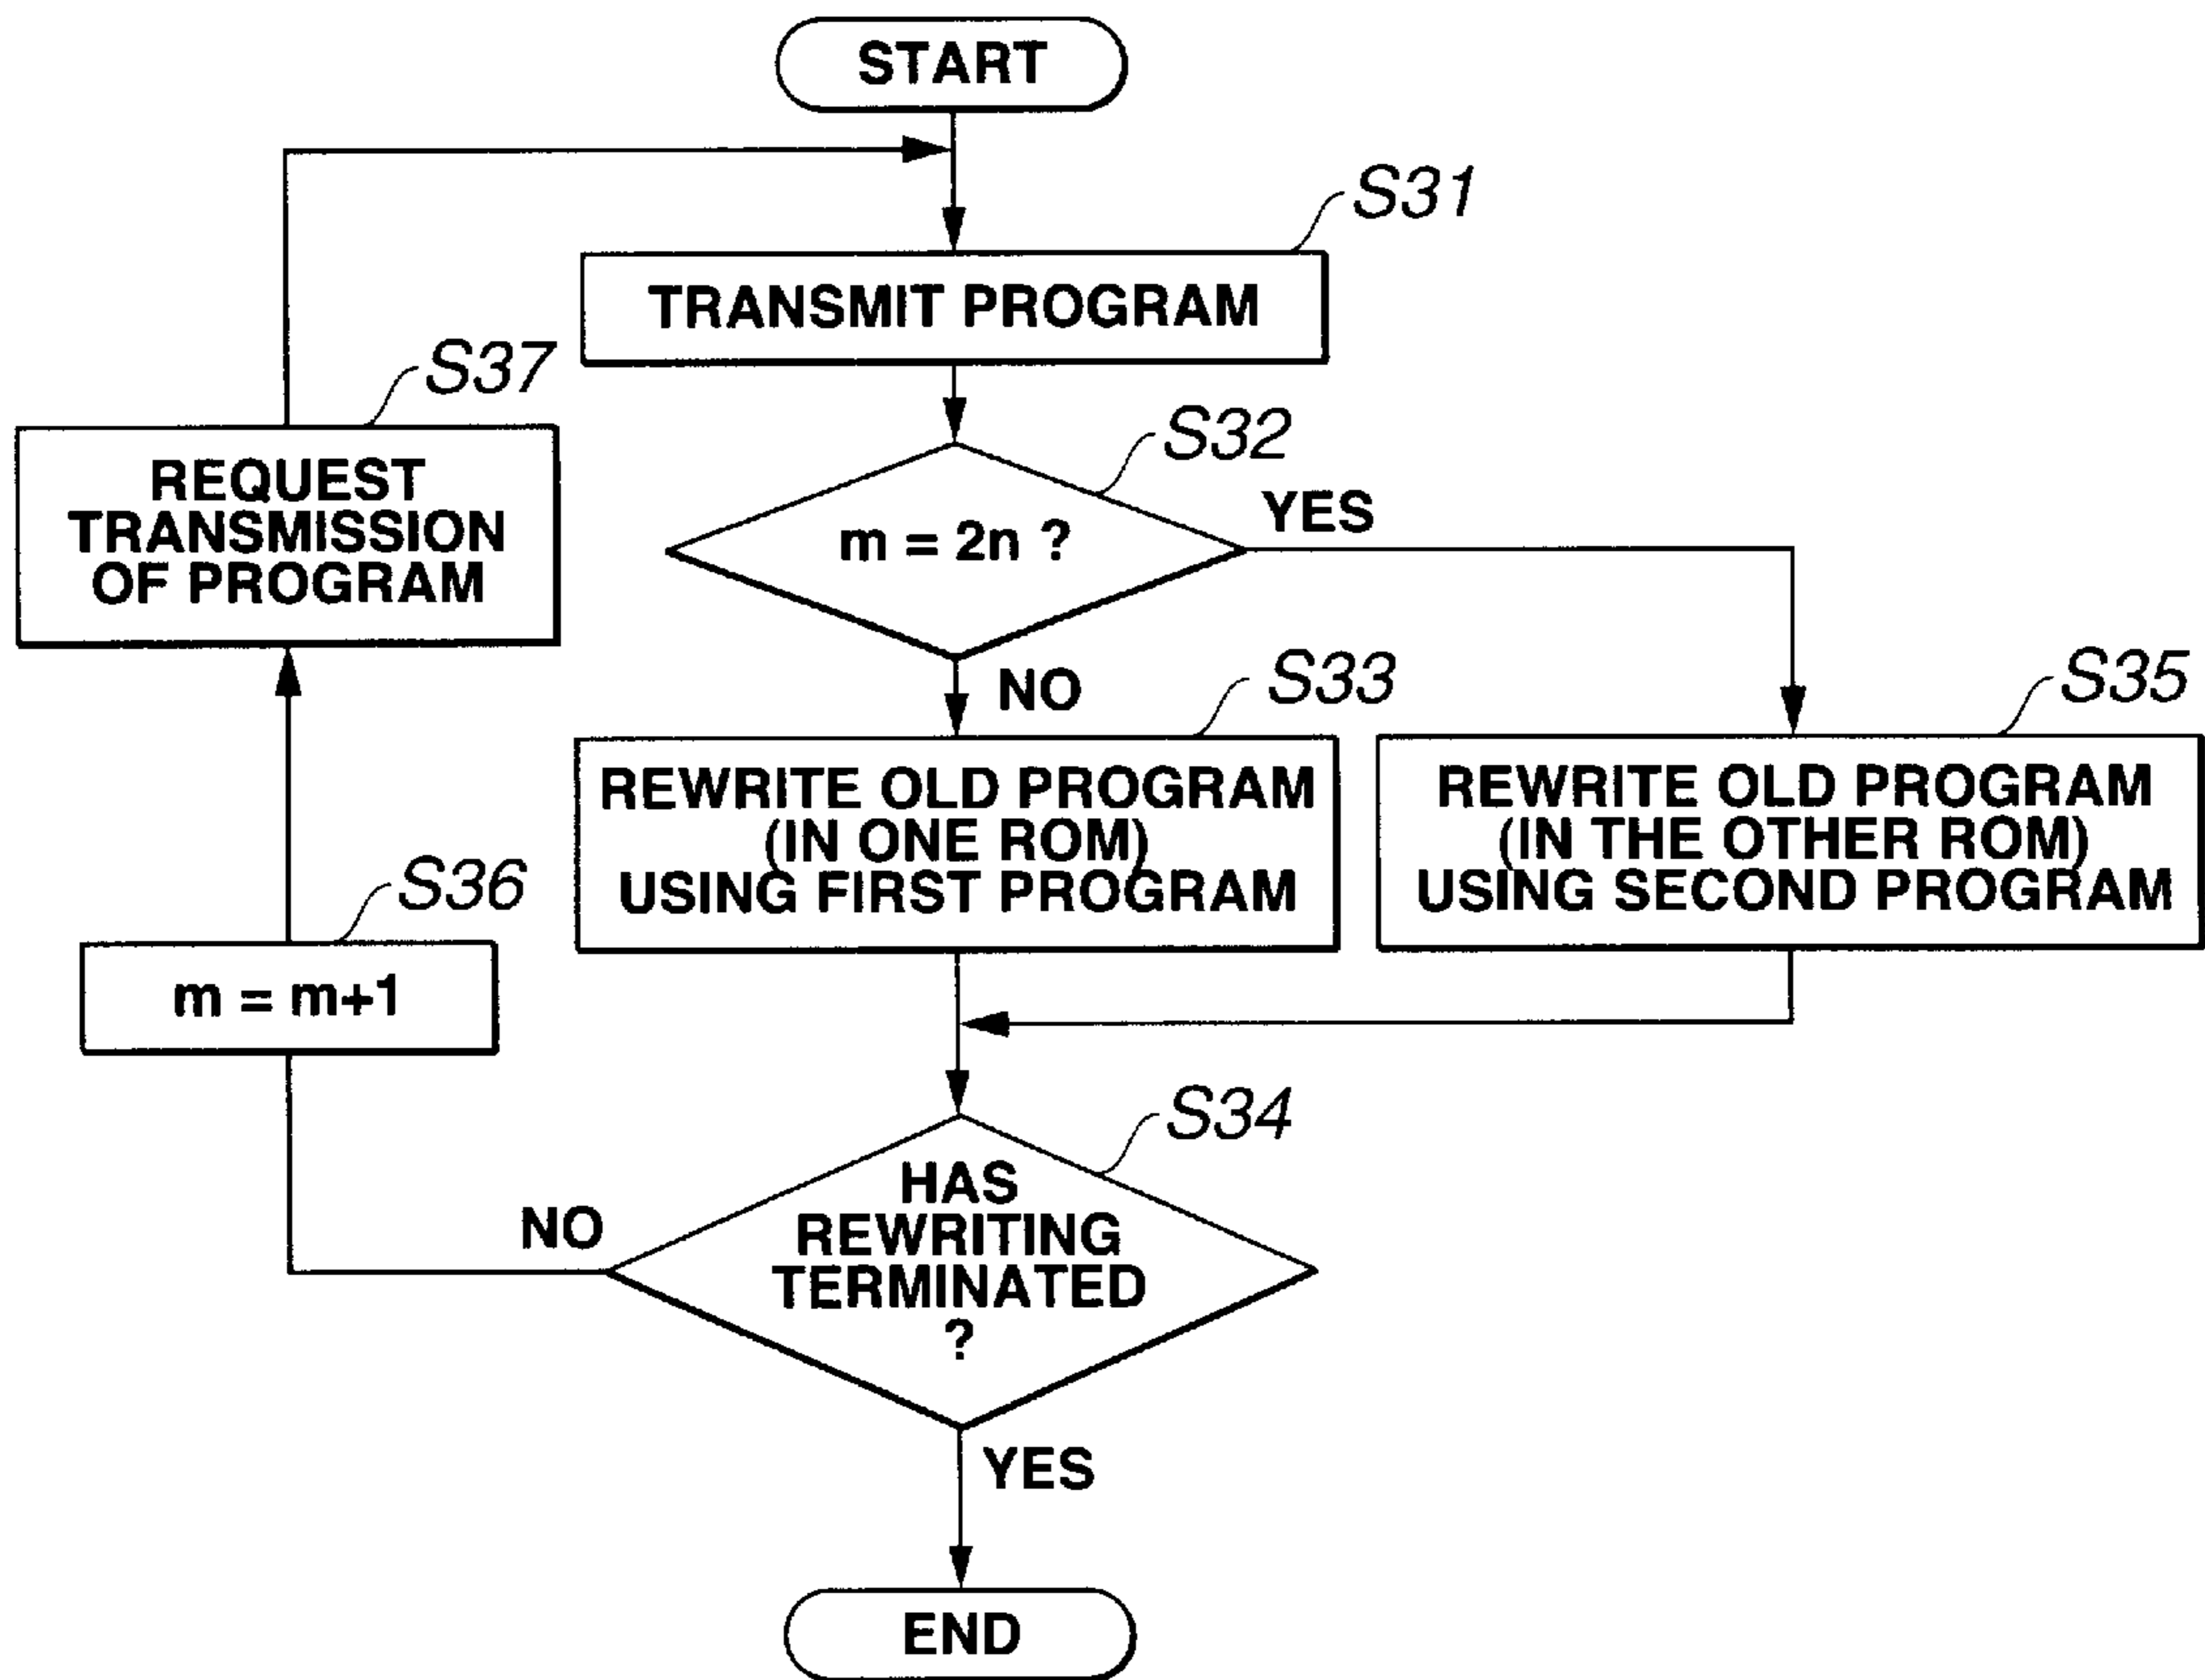 START
S31
TRANSMIT PROGRAM
S37
REQUEST
TRANSMISSION
OF PROGRAM
S32
m = 2n ?
YES
NO
S33
REWRITE OLD PROGRAM
(IN ONE ROM)
USING FIRST PROGRAM
S35
REWRITE OLD PROGRAM
(IN THE OTHER ROM)
USING SECOND PROGRAM
S36
m = m+1
S34
HAS
REWRITING
TERMINATED
?
NO
YES
END